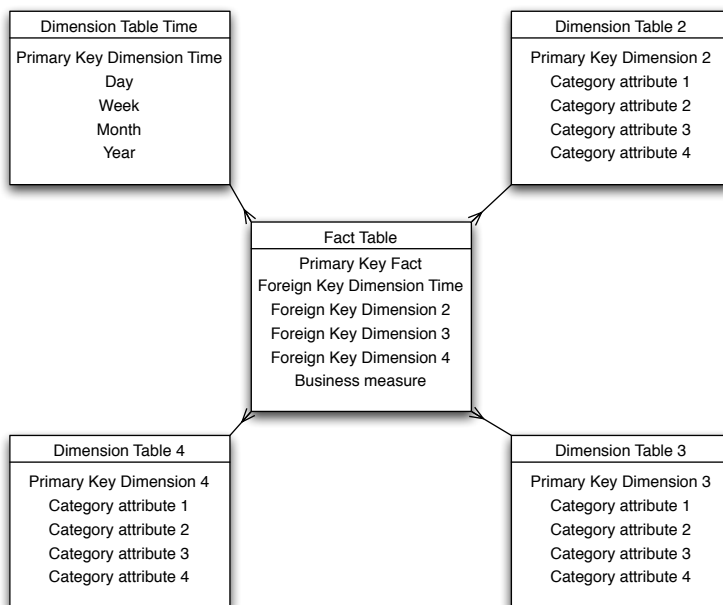 Dimension Table Time
Primary Key Dimension Time
Day
Week
Month
Year
Dimension Table 2
Primary Key Dimension 2
Category attribute 1
Category attribute 2
Category attribute 3
Category attribute 4
Fact Table
Primary Key Fact
Foreign Key Dimension Time
Foreign Key Dimension 2
Foreign Key Dimension 3
Foreign Key Dimension 4
Business measure
Dimension Table 4
Primary Key Dimension 4
Category attribute 1
Category attribute 2
Category attribute 3
Category attribute 4
Dimension Table 3
Primary Key Dimension 3
Category attribute 1
Category attribute 2
Category attribute 3
Category attribute 4